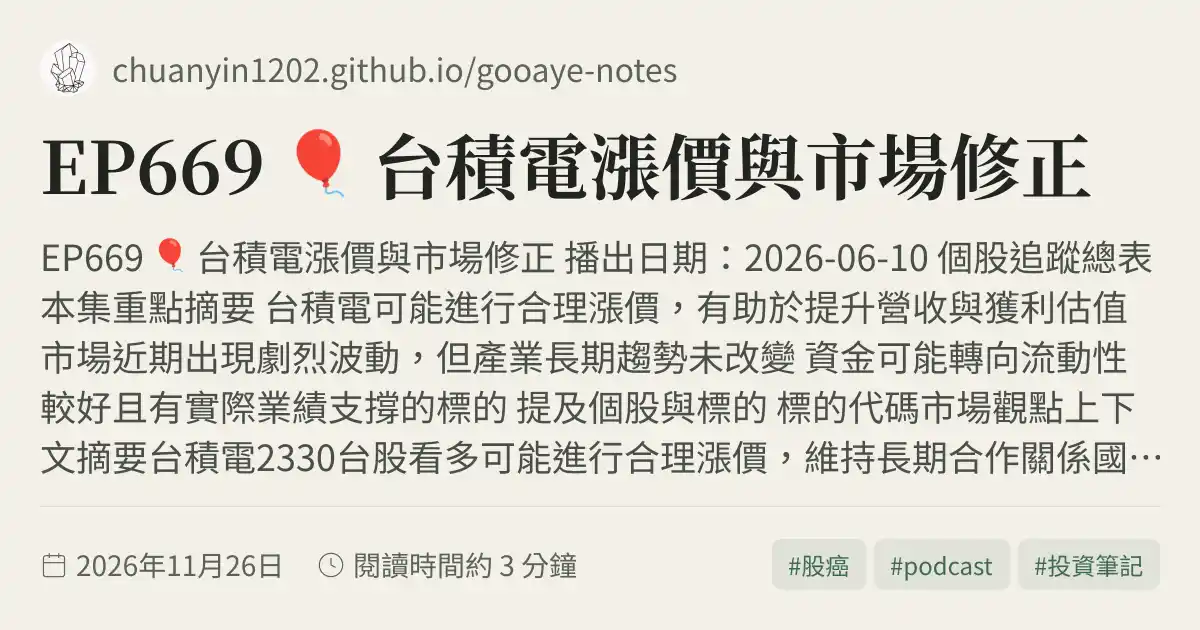 chuanyin1202.github.io/gooaye-notes
EP669 🎈 台積電漲價與市場修正
EP669 🎈 台積電漲價與市場修正 播出日期：2026-06-10 個股追蹤總表
本集重點摘要 台積電可能進行合理漲價，有助於提升營收與獲利估值
市場近期出現劇烈波動，但產業長期趨勢未改變 資金可能轉向流動性
較好且有實際業績支撐的標的 提及個股與標的 標的代碼市場觀點上下
文摘要台積電2330台股看多可能進行合理漲價，維持長期合作關係國…
2026年11月26日 閱讀時間約 3 分鐘 #股癌 #podcast #投資筆記